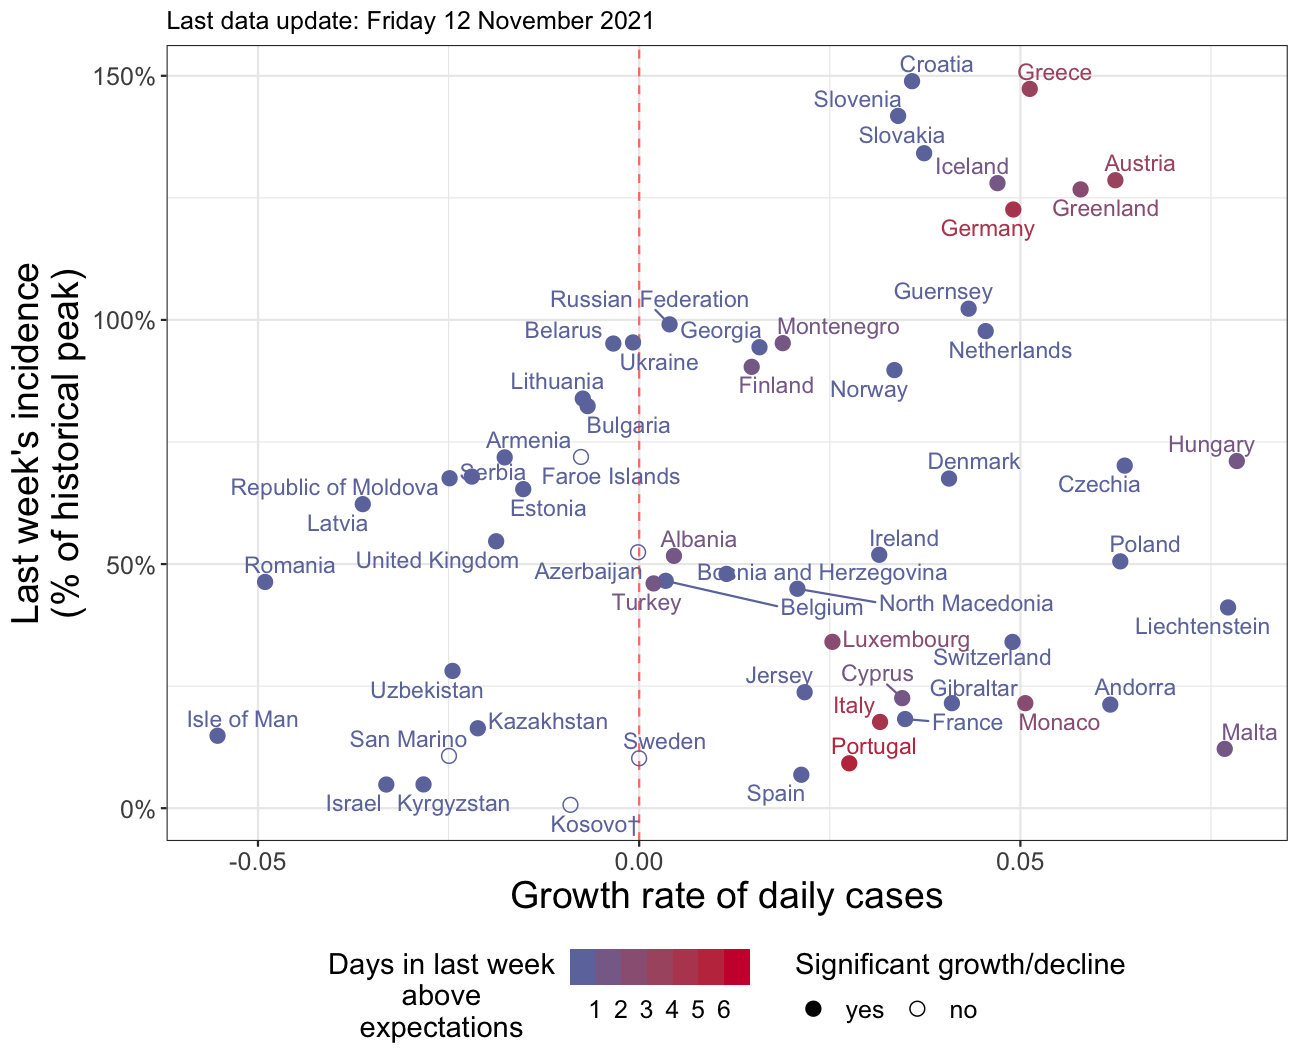 Last data update: Friday 12 November 2021
Last week's incidence
(% of historical peak)
150%
100%
50%
0%
Croatia
Greece
Slovenia
Slovakia
Iceland
Austria
Greenland
Germany
Guernsey
Russian Federation
Belarus
Georgia
Montenegro
Ukraine
Netherlands
Lithuania
Finland
Norway
Bulgaria
Armenia
Hungary
Serbia
Faroe Islands
Denmark
Republic of Moldova
Czechia
Estonia
Latvia
Albania
Ireland
Poland
United Kingdom
Romania
Azerbaijan
Bosnia and Herzegovina
Turkey
Belgium
North Macedonia
Liechtenstein
Luxembourg
Switzerland
Uzbekistan
Jersey
Cyprus
Gibraltar
Andorra
Isle of Man
Kazakhstan
Italy
France
Monaco
San Marino
Sweden
Portugal
Malta
Israel
Kyrgyzstan
Spain
Kosovo†
-0.05
0.00
0.05
Growth rate of daily cases
Days in last week
above
expectations
1 2 3 4 5 6
Significant growth/decline
yes
no